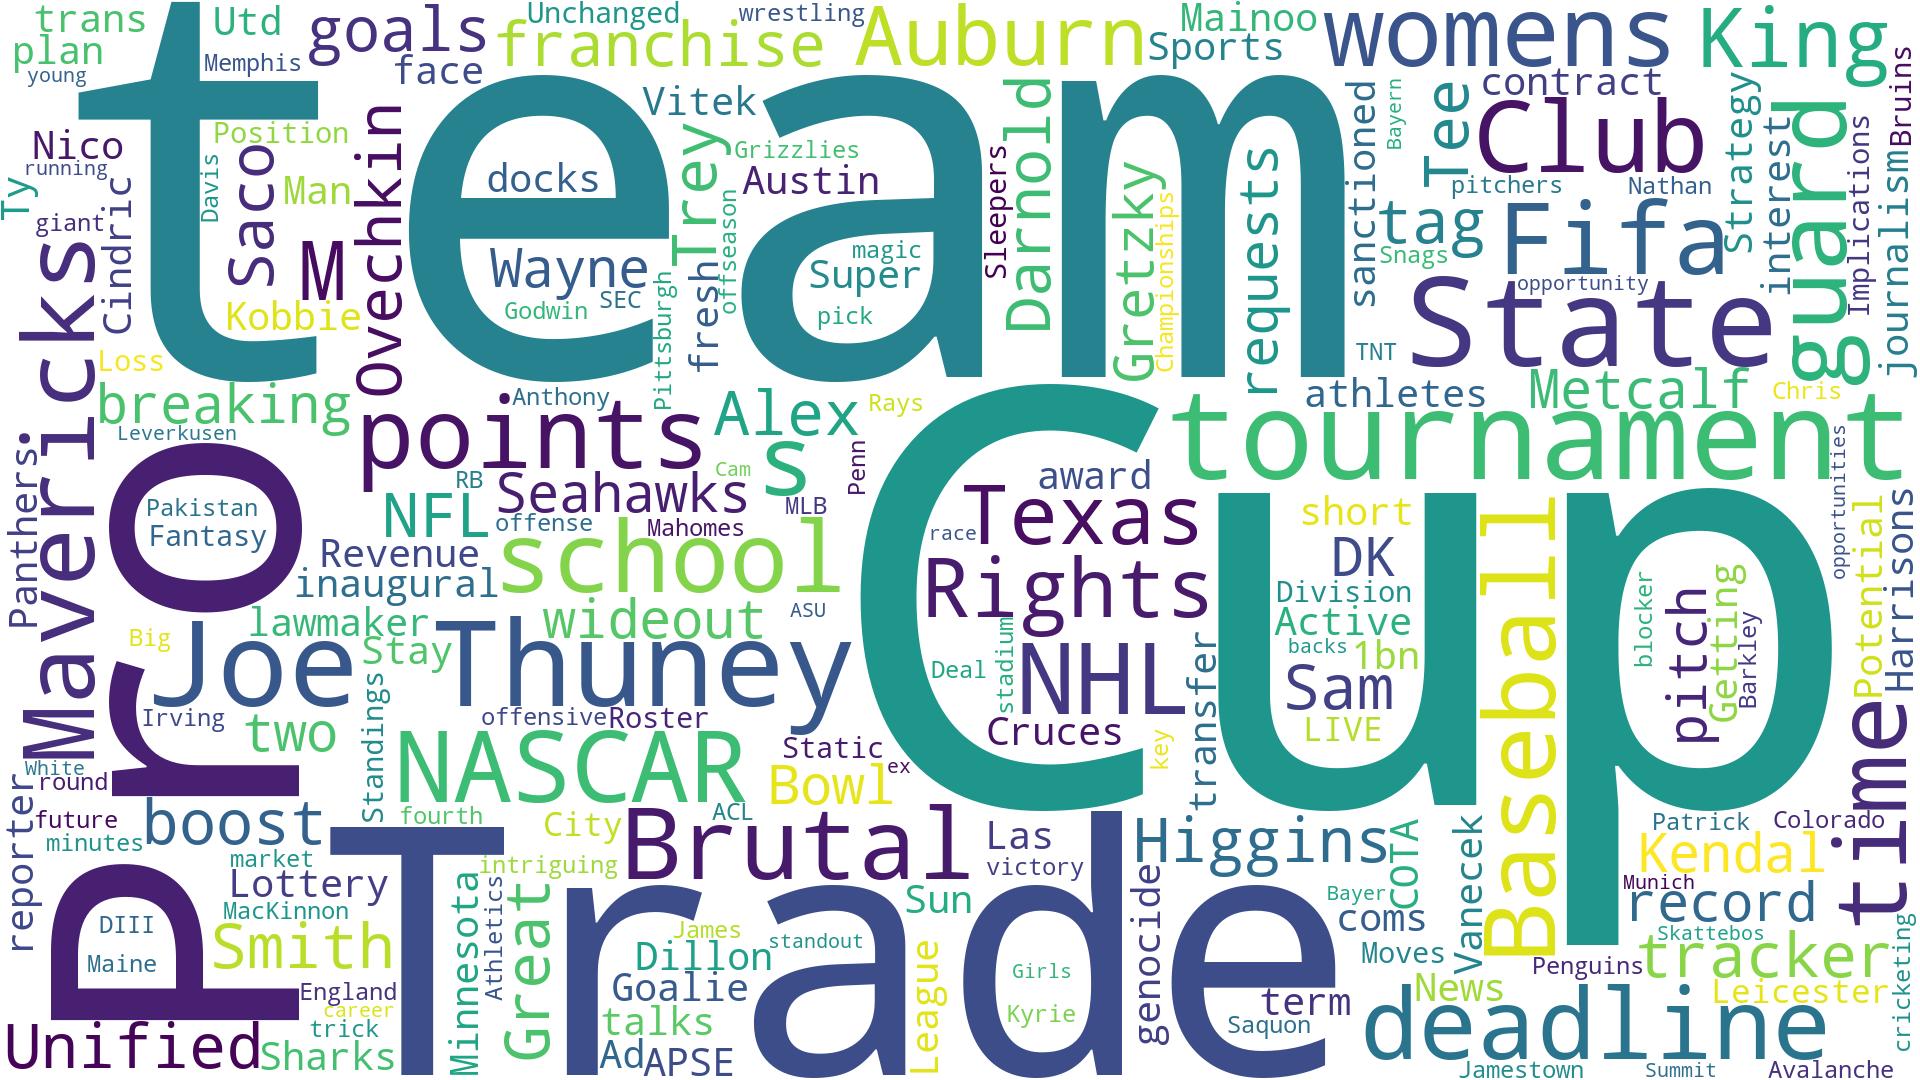 trans
Utd
goals
Unchanged
wrestling
franchise
Auburn
Mainoo
Sports
womens
King
plan
young
Memphis
face
team
Vitek
contract
Tee
Club
Bruins
Nico
running
Position
Ty
Davis
Saco
Man
Ovechkin
docks
Trey
Grizzlies
Austin
Sleepers
Darnold
Gretzky
Championships
requests
sanctioned
Bayern
pitchers
Nathan
Strategy
interest
guard
Implications
journalism
giant
Cindric
Mavericks
M
Wayne
Godwin
SEC
Pittsburgh
fresh
offseason
magic
Super
pick
tag
Snags
Fifa
opportunity
State
Kobbie
Loss
TNT
breaking
Leverkusen
points
Anthony
Alex
Rays
athletes
Metcalf
Chris
tournament
Panthers
Pro
Pakistan
Fantasy
NFL
RB
Seahawks
offense
Mahomes
Cam
s
MLB
Penn
Cup
award
Texas
race
Rights
short
DK
Division
Active
backs
1bn
Sam
LIVE
Baseball
blocker
pitch
Getting
Barkley
opportunities
Potential
Harrisons
Revenue
inaugural
school
lawmaker
wideout
ASU
Big
Joe
Stay
Thuney
Deal
stadium
NHL
Cruces
key
transfer
Irving
two
Standings
offensive
Roster
NASCAR
Static
Bowl
ex
White
round
reporter
future
minutes
boost
fourth
City
ACL
Brutal
Las
victory
Higgins
COTA
Vanecek
Patrick
Colorado
Kendal
time
market
Lottery
MacKinnon
intriguing
Trade
Minnesota
Athletics
Great
Sun
genocide
Bayer
coms
Munich
record
Skattebos
DIII
Maine
Smith
James
standout
Dillon
Goalie
League
Girls
Kyrie
Moves
Penguins
tracker
cricketing
England
career
trick
talks
Saquon
term
News
Leicester
deadline
Unified
Sharks
Ad
APSE
Jamestown
Summit
Avalanche